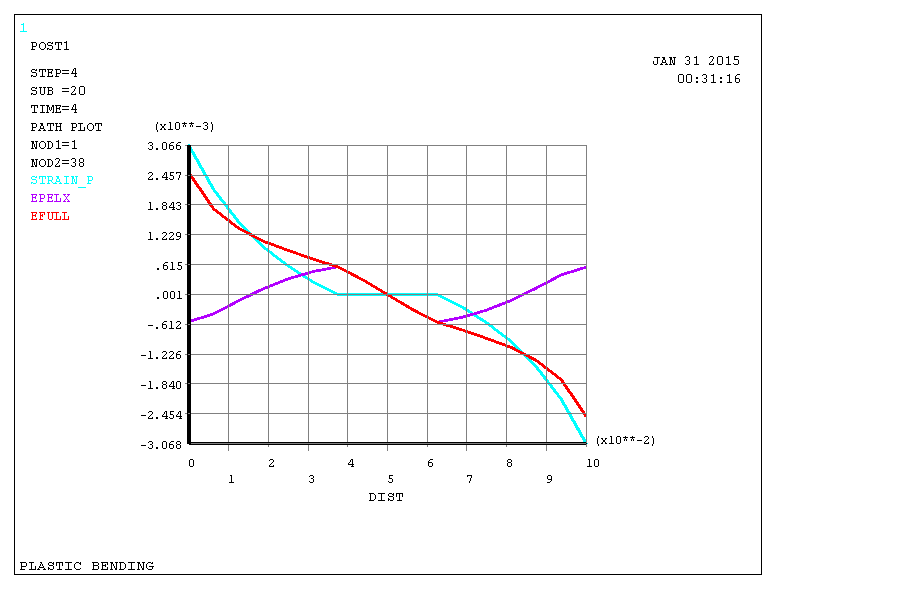 1
POST1
STEP=4
SUB =20
TIME=4
PATH PLOT
NOD1=1
NOD2=38
STRAIN_P
EPELX
EFULL
JAN 31 2015
00:31:16
(x10**-3)
3.066
2.457
1.843
1.229
.615
.001
-.612
-1.226
-1.840
-2.454
-3.068
(x10**-2)
0 2 4 6 8 10
1 3 5 7 9
DIST
PLASTIC BENDING